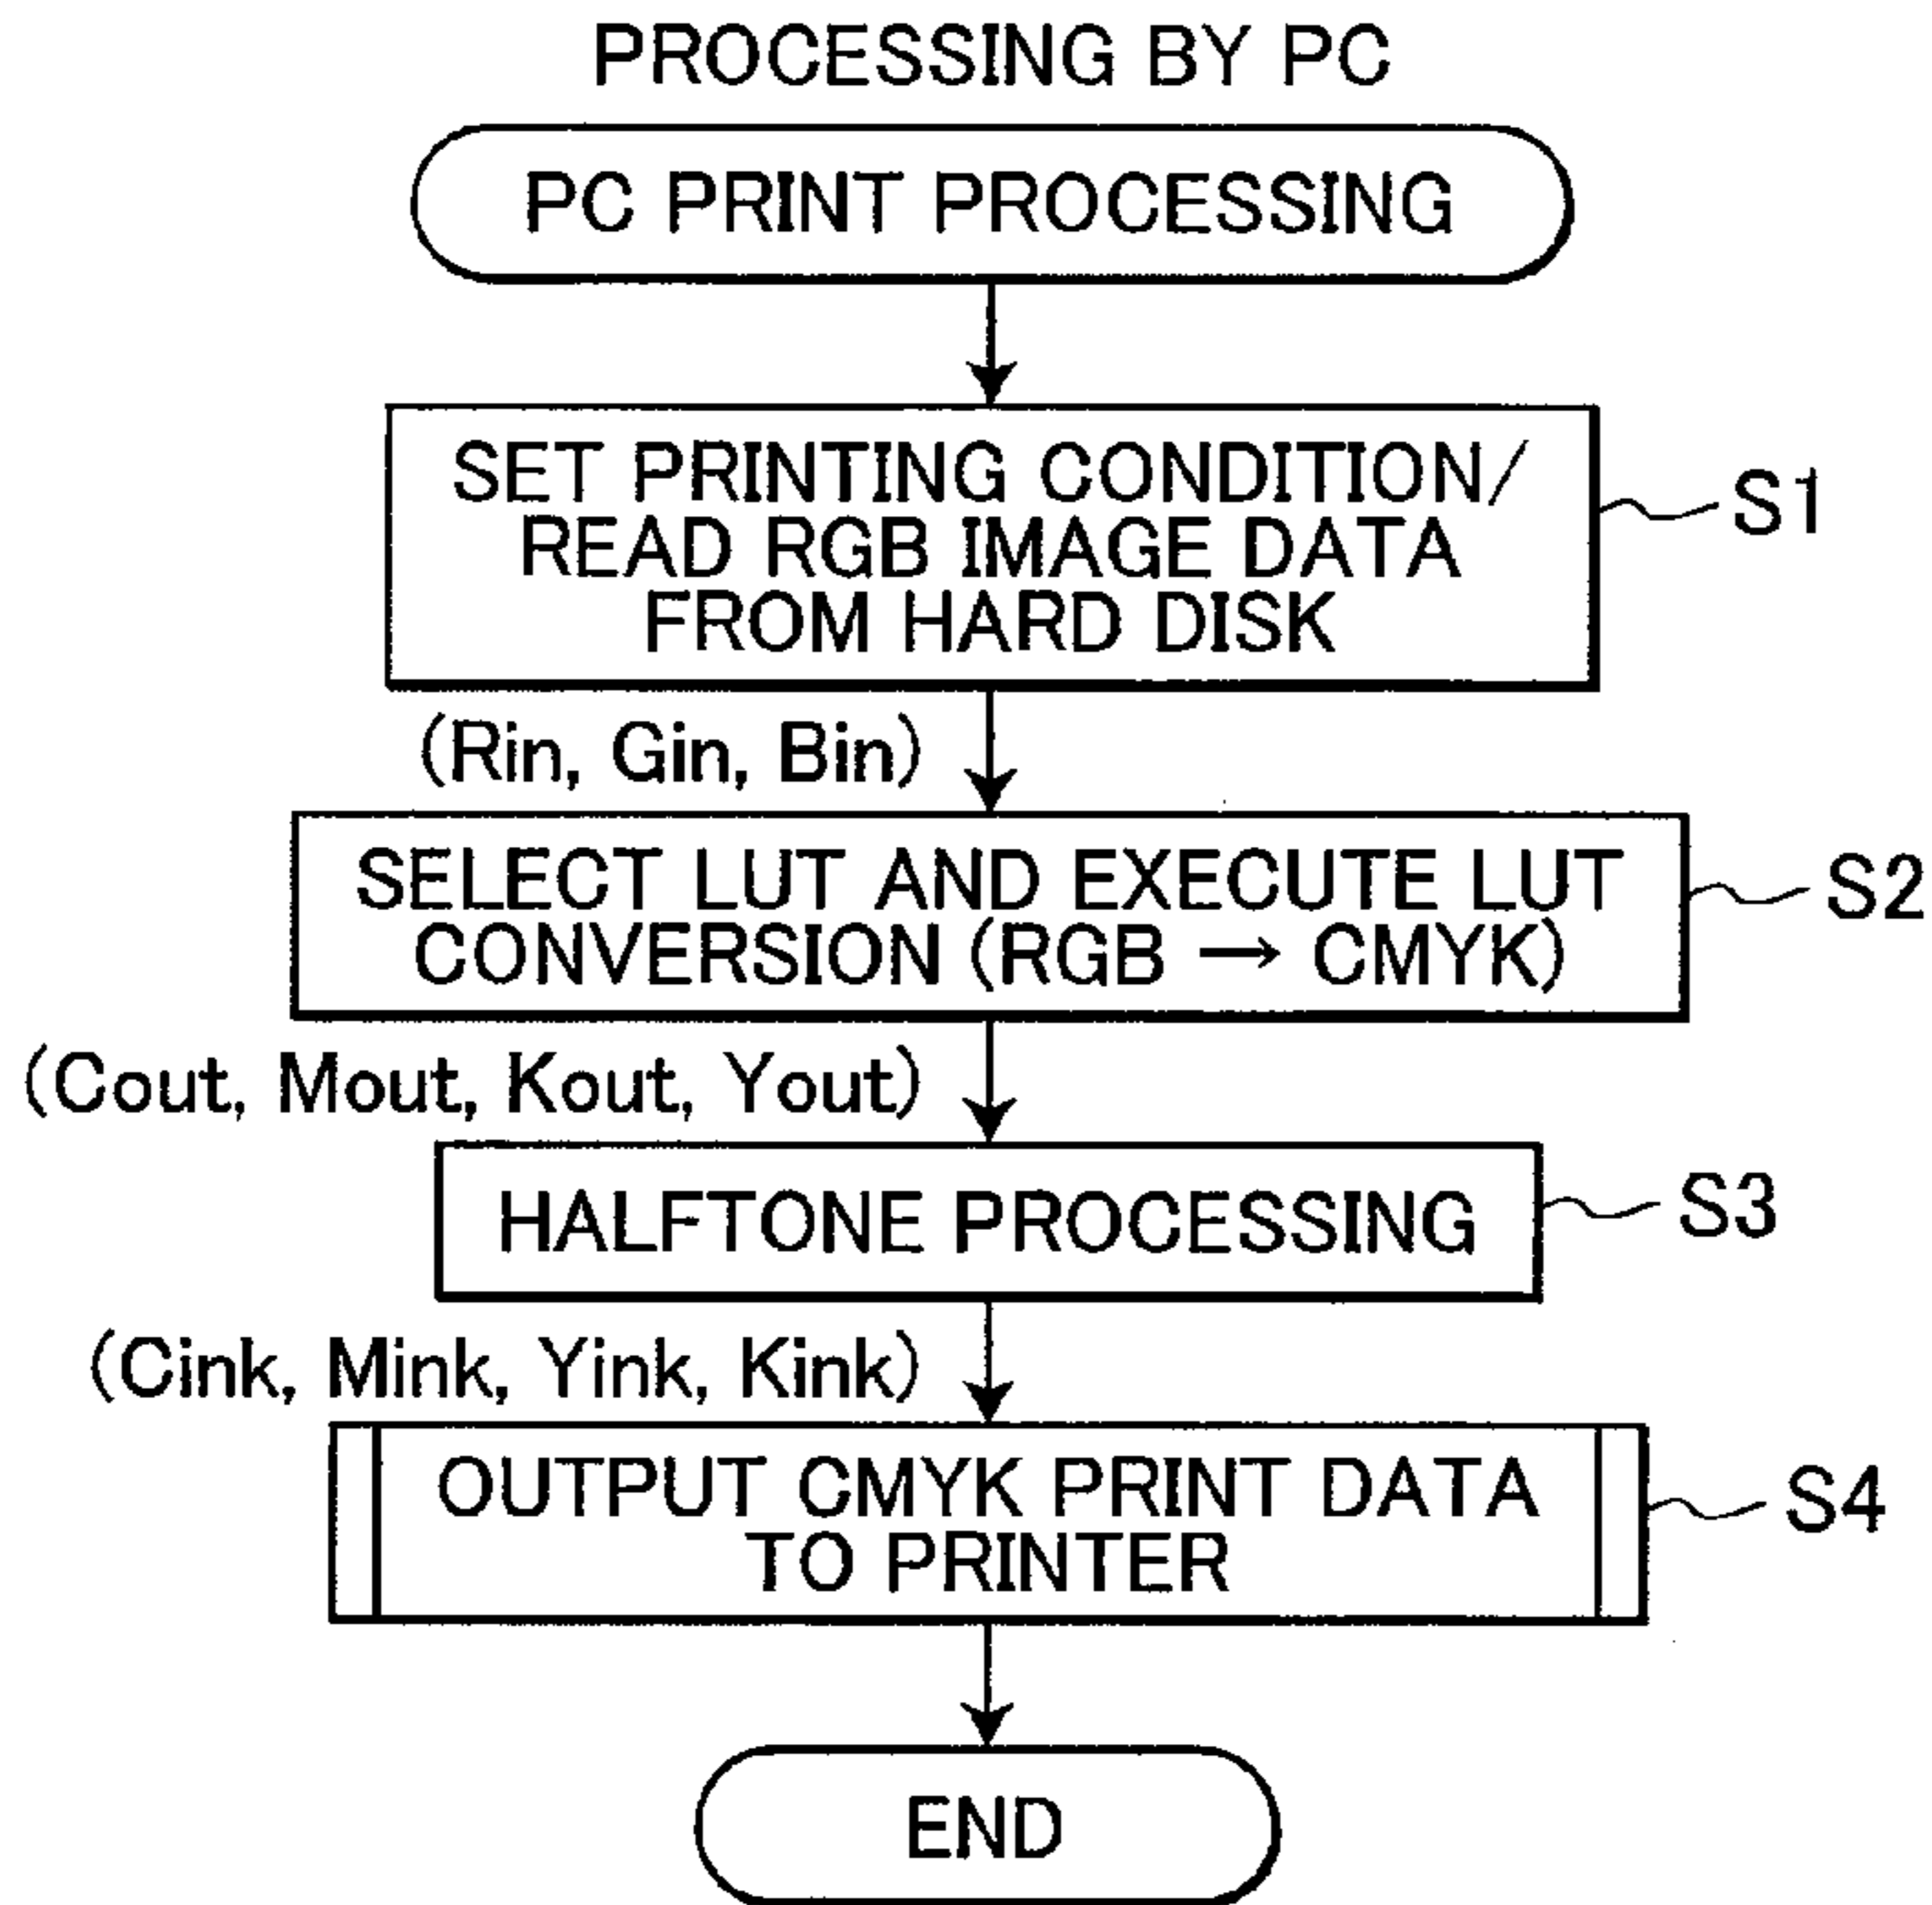 PROCESSING BY PC
PC PRINT PROCESSING
SET PRINTING CONDITION/
READ RGB IMAGE DATA
FROM HARD DISK
S1
(Rin, Gin, Bin)
SELECT LUT AND EXECUTE LUT
CONVERSION (RGB → CMYK)
S2
(Cout, Mout, Kout, Yout)
HALFTONE PROCESSING
S3
(Cink, Mink, Yink, Kink)
OUTPUT CMYK PRINT DATA
TO PRINTER
S4
END